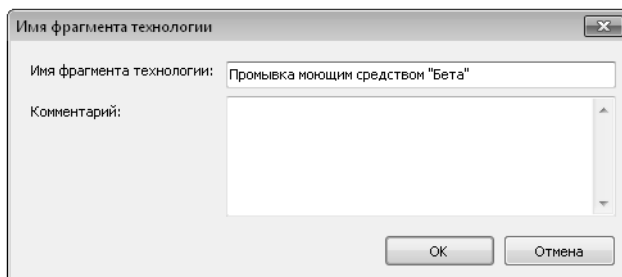 Имя фрагмента технологии
Имя фрагмента технологии: Промывка моющим средством "Бета"
Комментарий:
OK Отмена